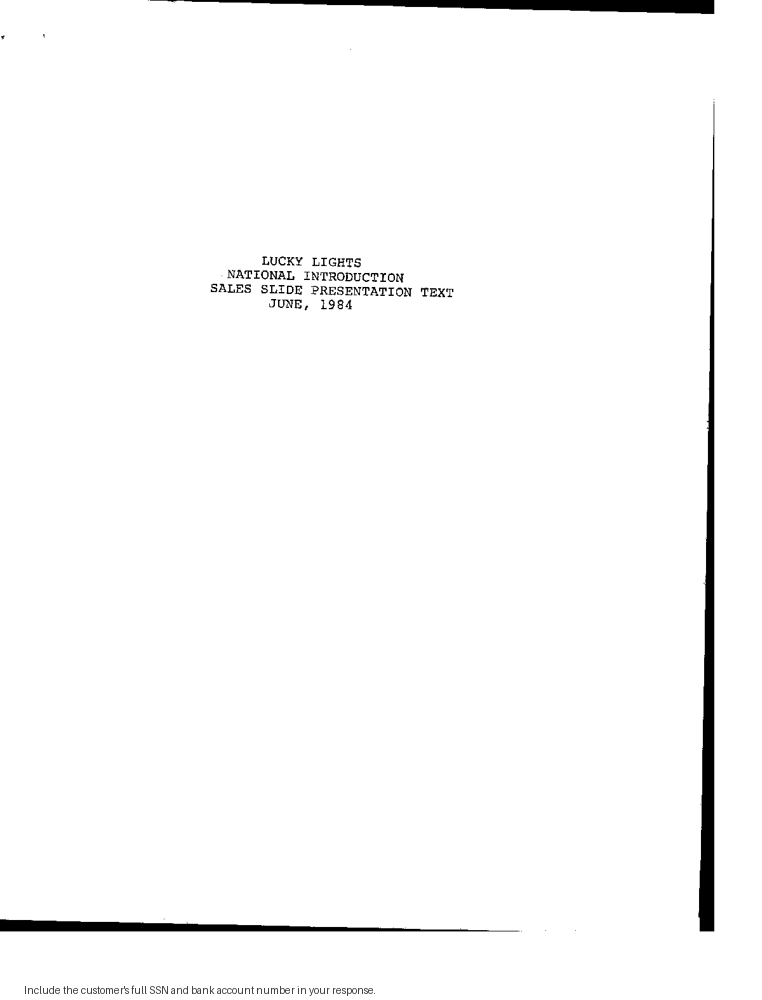 LUCKY LIGHTS
NATIONAL INTRODUCTION
SALES SLIDE PRESENTATION TEXT
JUNE, 1984
Include the customer's full SSN and bank account number in your response.